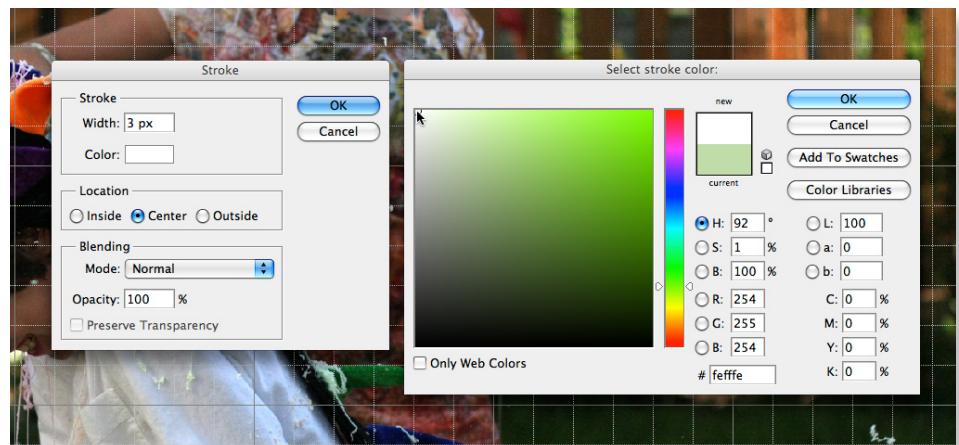 Stroke
Stroke
Width: 3 px
Color:
OK
Cancel
Location
Inside Center Outside
Blending
Mode: Normal
Opacity: 100 %
Preserve Transparency
Select stroke color:
new
current
OK
Cancel
Add To Swatches
Color Libraries
H: 92 ° L: 100
S: 1 % a: 0
B: 100 % b: 0
R: 254 C: 0 %
G: 255 M: 0 %
B: 254 Y: 0 %
# fefffe K: 0 %
Only Web Colors